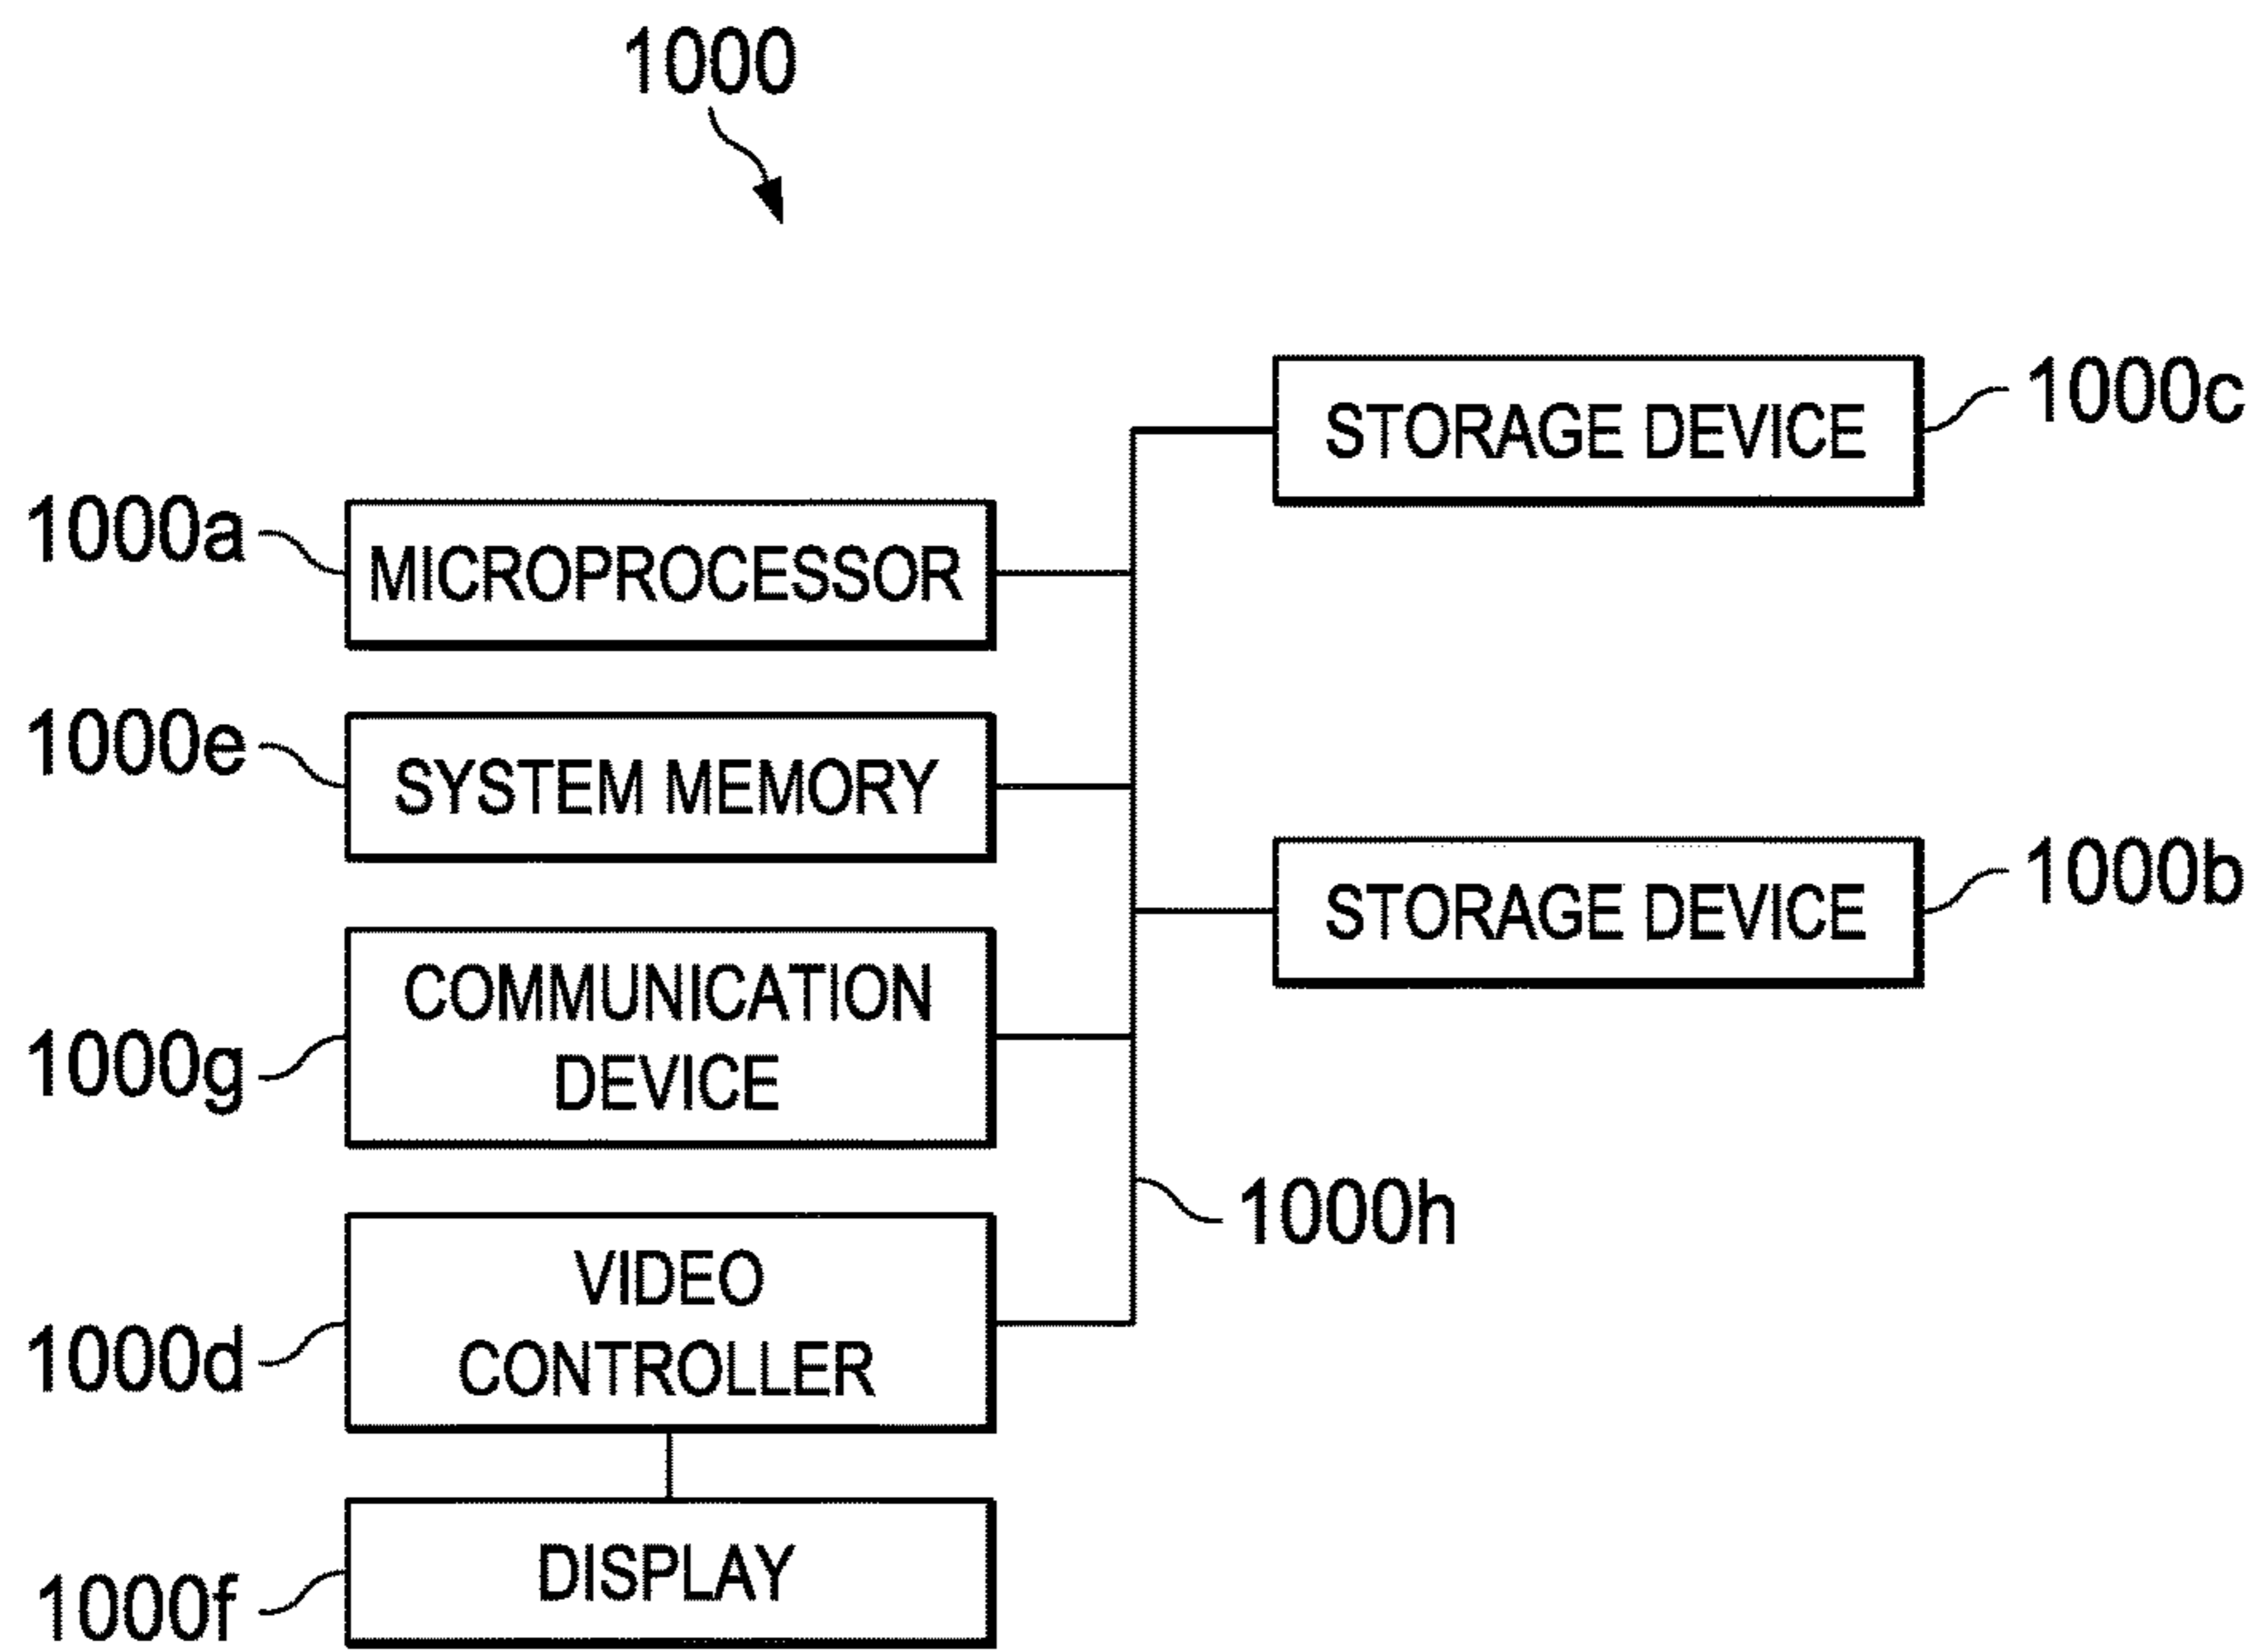 1000
STORAGE DEVICE
1000c
1000a
MICROPROCESSOR
1000e
SYSTEM MEMORY
STORAGE DEVICE
1000b
1000g
COMMUNICATION
DEVICE
1000h
1000d
VIDEO
CONTROLLER
1000f
DISPLAY